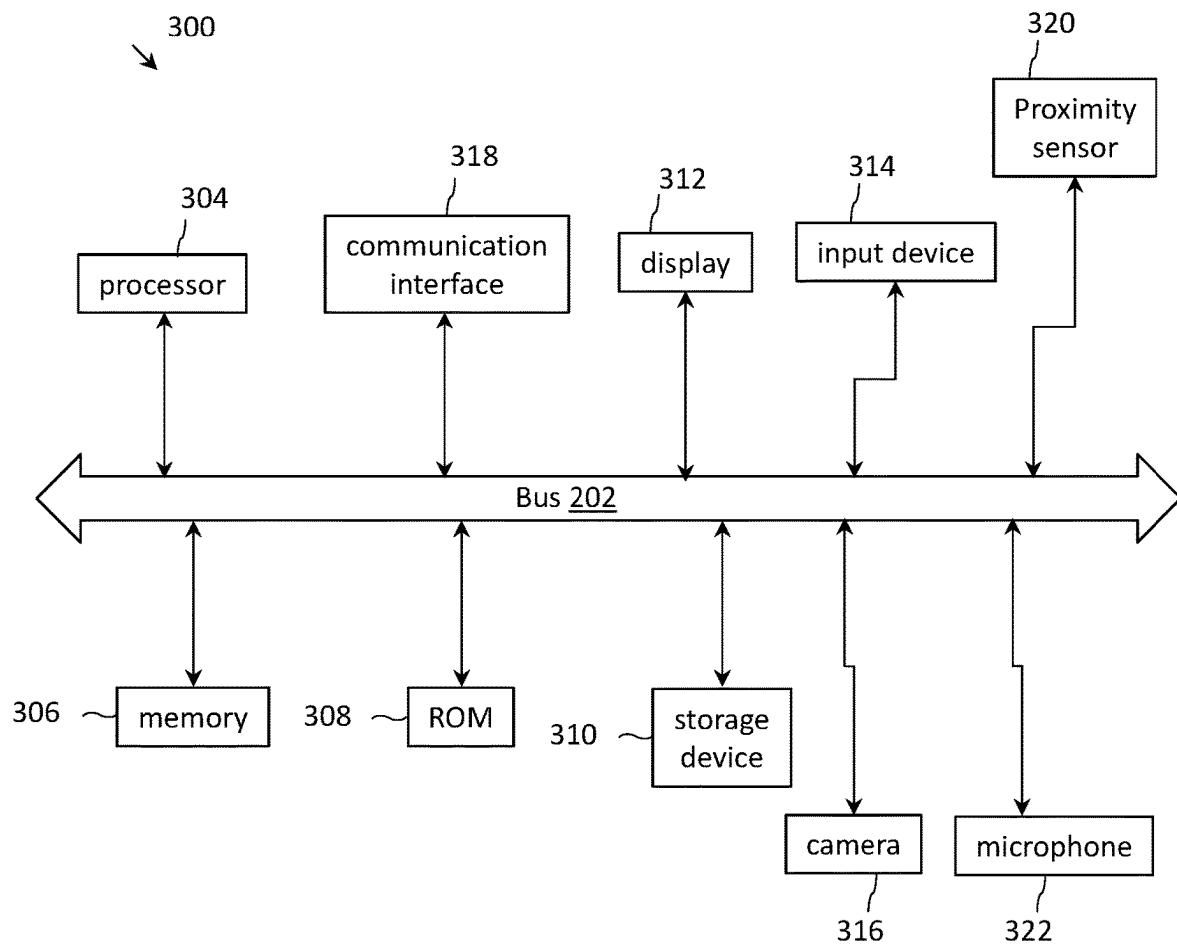 300
320
Proximity
sensor
318
312
314
304
communication
interface
display
input device
processor
Bus 202
306
memory
308
ROM
310
storage
device
camera
microphone
316
322